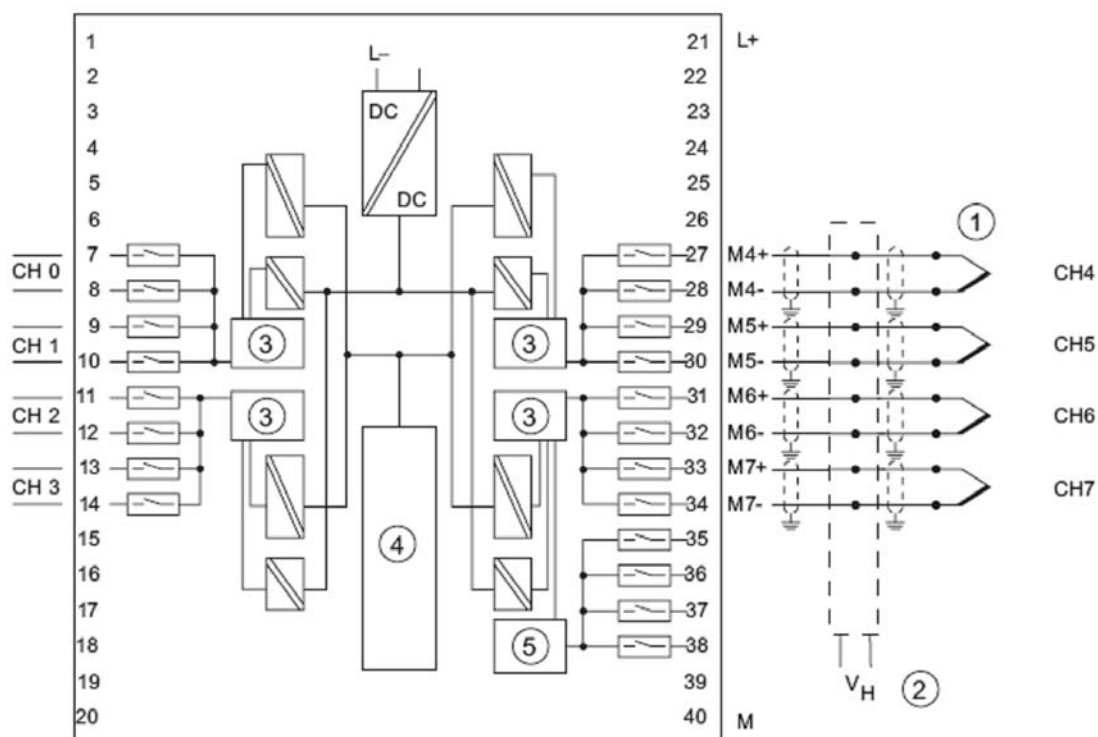 1 21 L+
2 L– 22
3 DC 23
4 24
5 DC 25
6 26 ①
7 27 M4+
CH 0 CH4
8 28 M4-
9 29 M5+
CH 1 ③ ③ CH5
10 30 M5-
11 31 M6+
CH 2 ③ ③ CH6
12 32 M6-
13 33 M7+
CH 3 CH7
14 34 M7-
15 35
④
16 36
17 37
18 ⑤ 38
19 39 VH ②
20 40 M